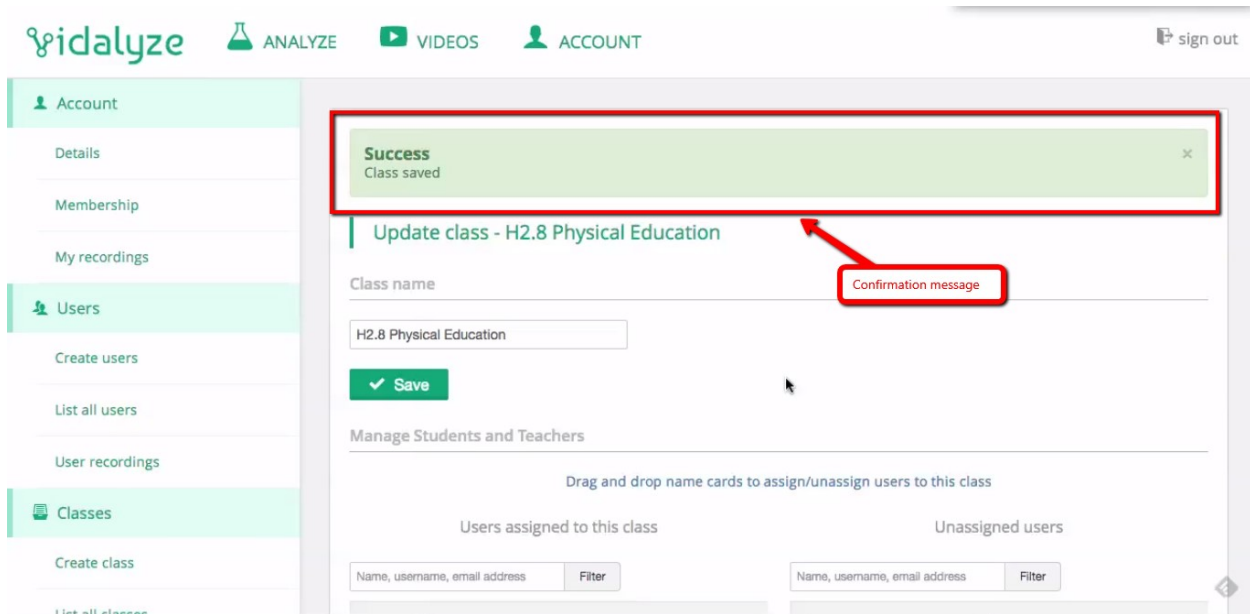 Vidalyze
ANALYZE
VIDEOS
ACCOUNT
sign out
Account
Details
Membership
My recordings
Users
Create users
List all users
User recordings
Classes
Create class
List all classes
Success
×
Class saved
Update class - H2.8 Physical Education
Confirmation message
Class name
H2.8 Physical Education
Save
Manage Students and Teachers
Drag and drop name cards to assign/unassign users to this class
Users assigned to this class
Unassigned users
Name, username, email address
Filter
Name, username, email address
Filter